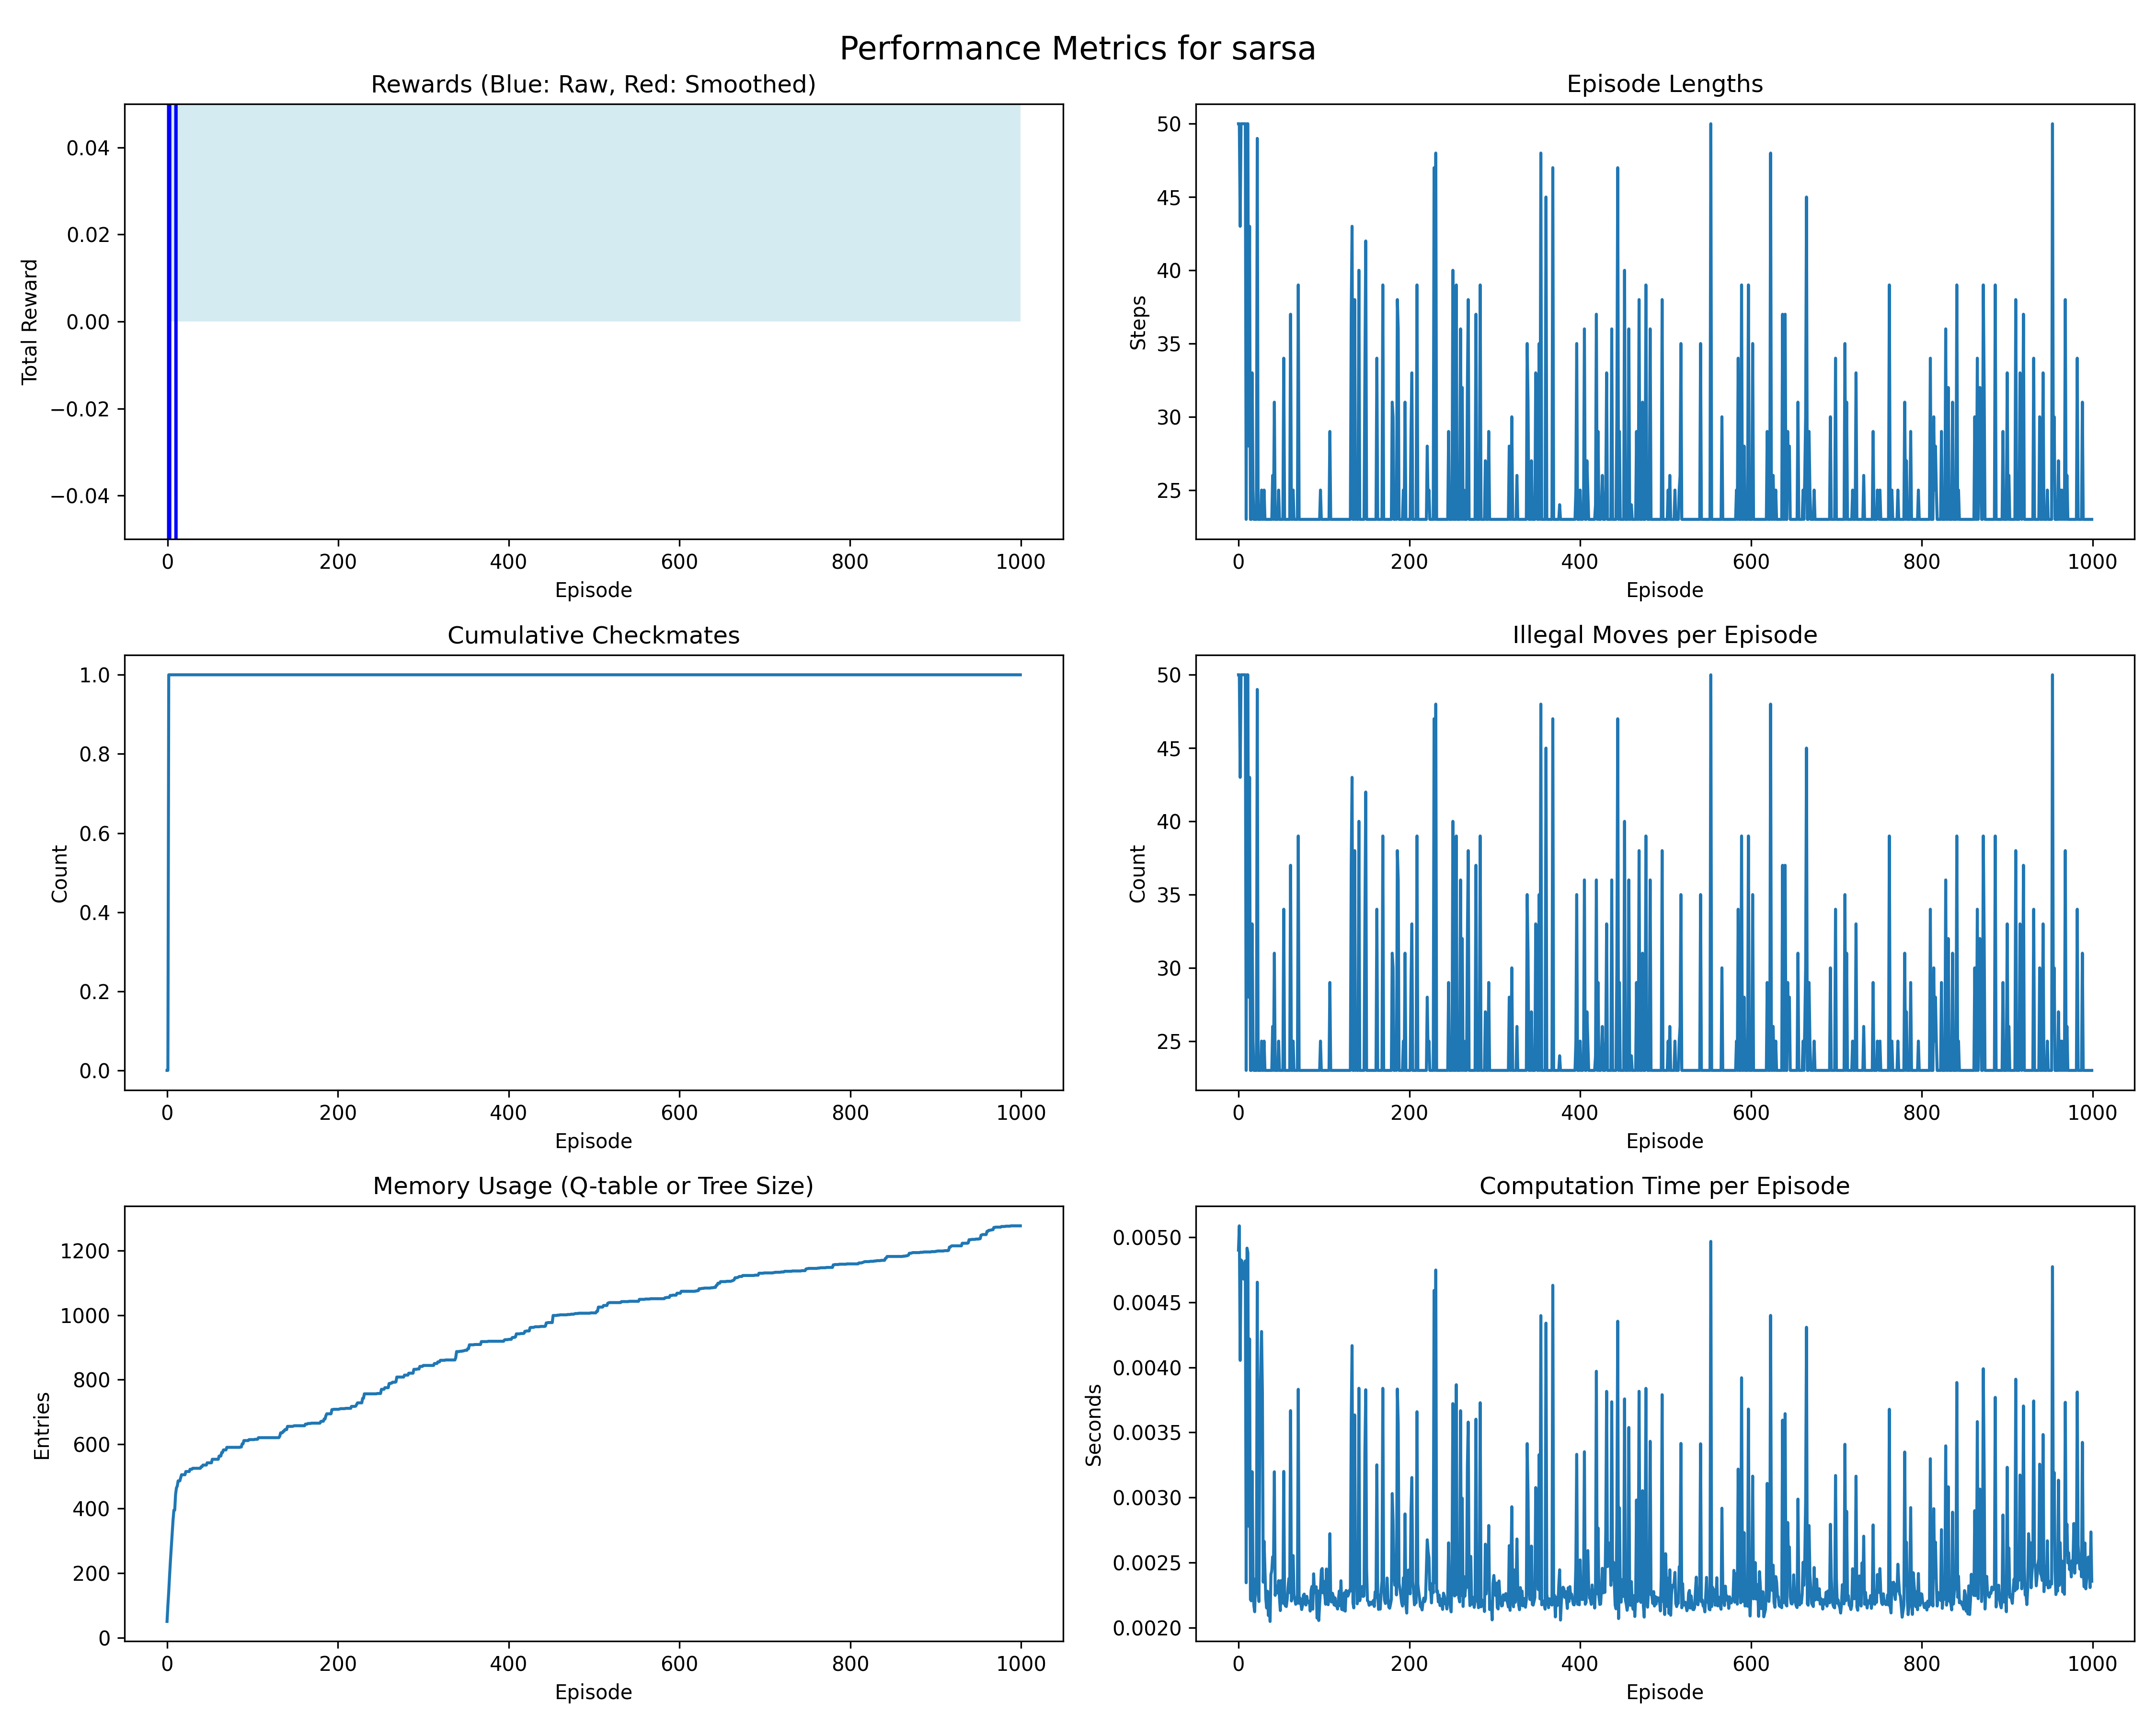 Performance Metrics for sarsa
Rewards (Blue: Raw, Red: Smoothed)
Total Reward
0.04
0.02
0.00
−0.02
−0.04
0 200 400 600 800 1000
Episode
Episode Lengths
Steps
50
45
40
35
30
25
0 200 400 600 800 1000
Episode
Cumulative Checkmates
Count
1.0
0.8
0.6
0.4
0.2
0.0
0 200 400 600 800 1000
Episode
Illegal Moves per Episode
Count
50
45
40
35
30
25
0 200 400 600 800 1000
Episode
Memory Usage (Q-table or Tree Size)
Entries
1200
1000
800
600
400
200
0
0 200 400 600 800 1000
Episode
Computation Time per Episode
Seconds
0.0050
0.0045
0.0040
0.0035
0.0030
0.0025
0.0020
0 200 400 600 800 1000
Episode